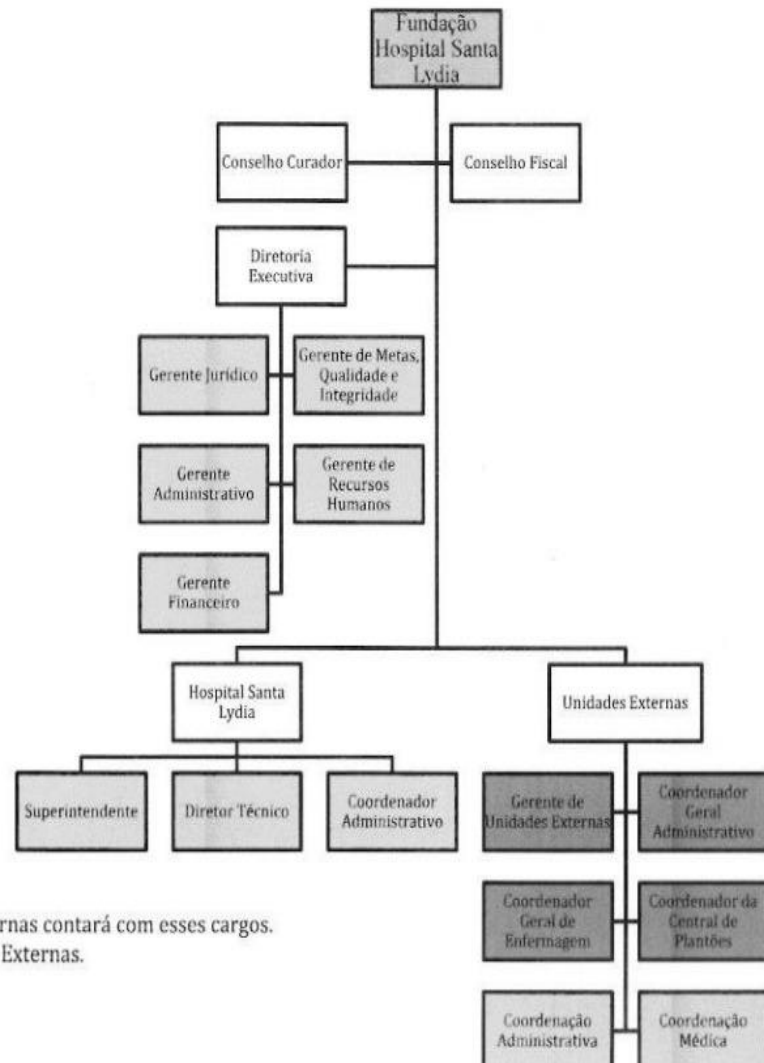 Fundação
Hospital Santa
Lydia
Conselho Curador
Conselho Fiscal
Diretoria
Executiva
Gerente Jurídico
Gerente de Metas,
Qualidade e
Integridade
Gerente
Administrativo
Gerente de
Recursos
Humanos
Gerente
Financeiro
Hospital Santa
Lydia
Unidades Externas
Superintendente
Diretor Técnico
Coordenador
Administrativo
Gerente de
Unidades Externas
Coordenador
Geral
Administrativo
Coordenador
Geral de
Enfermagem
Coordenador da
Central de
Plantões
Coordenação
Administrativa
Coordenação
Médica
rnas contará com esses cargos.
Externas.